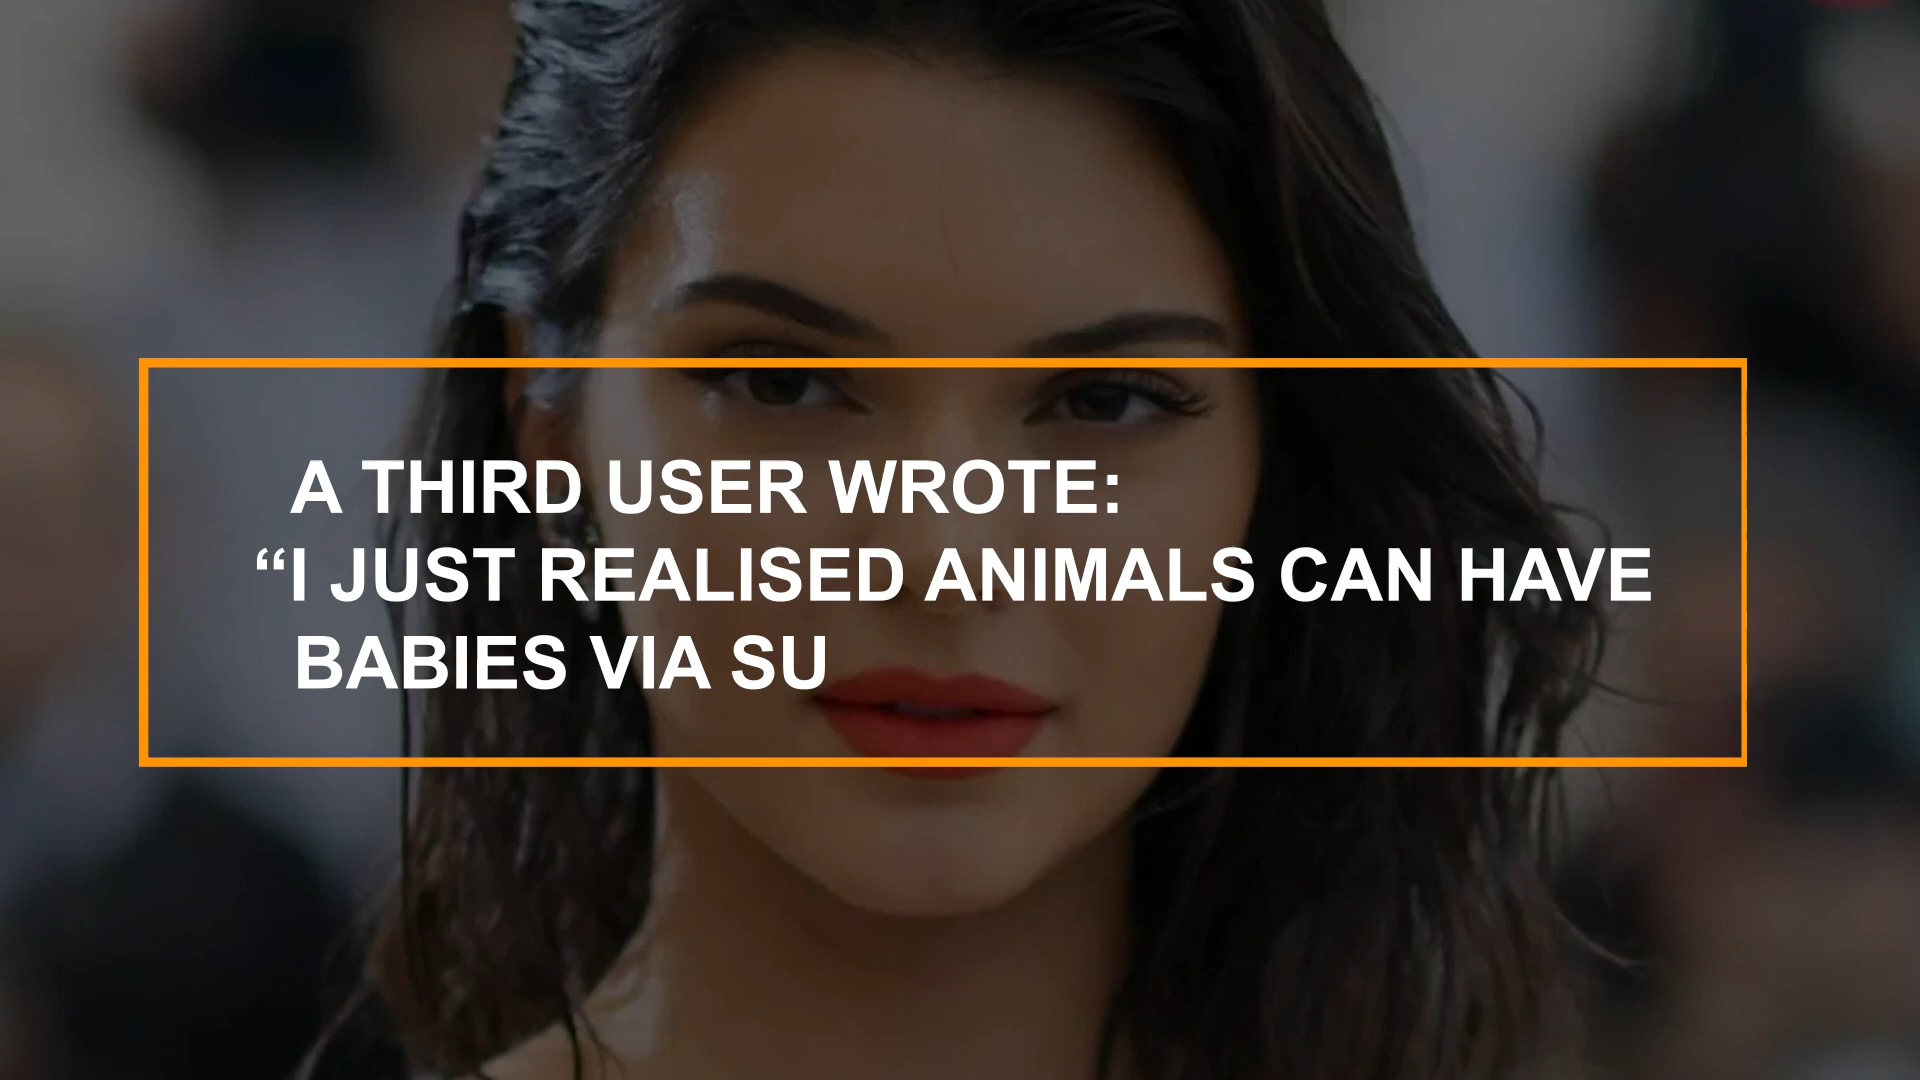 A THIRD USER WROTE:
“I JUST REALISED ANIMALS CAN HAVE
BABIES VIA SU